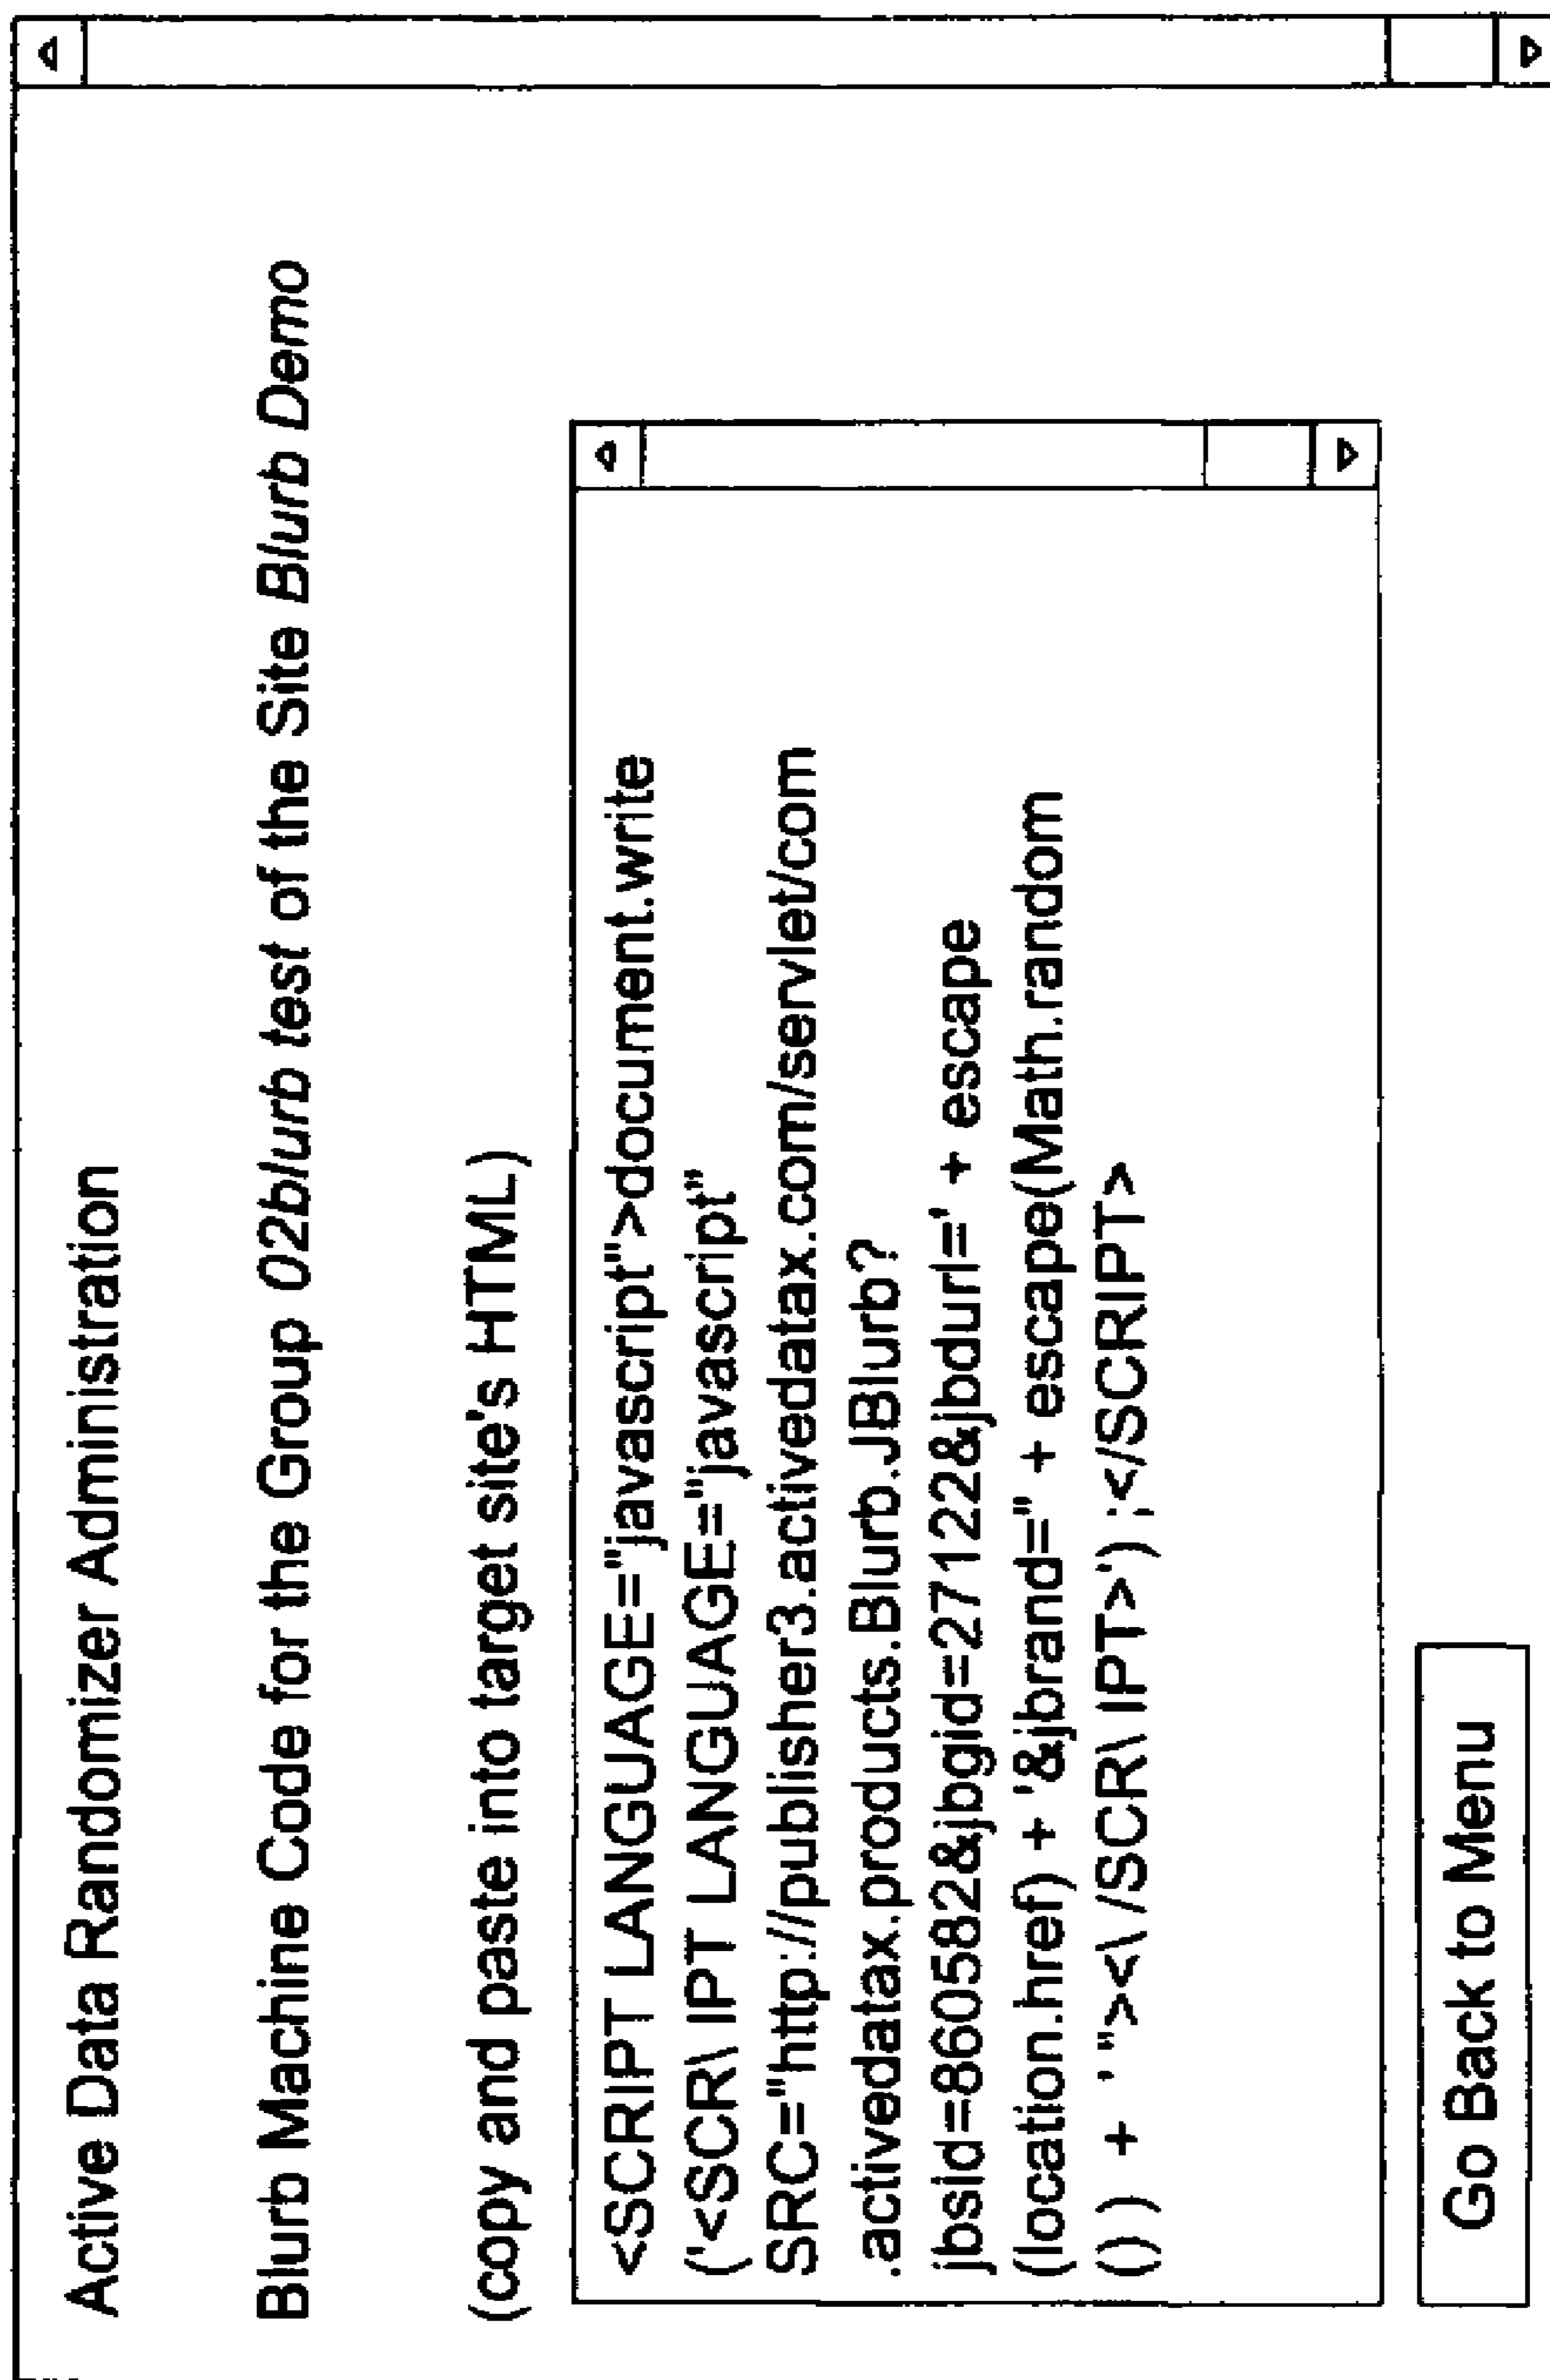 Active Data Randomizer Administration
Blurb Machine Code for the Group 02blurb test of the Site Blurb Demo
(copy and paste into target site's HTML)
<SCRIPT LANGUAGE="javascript">document.write
('<SCR\ IPT LANGUAGE="javascript"
SRC="http://publisher3.activedatax.com/servlet/com
.activedatax.products.Blurb.JBlurb?
jbsid=860582&jbgid=27122&jbdurl=' + escape
(location.href) + '&jbrand=" + escape(Math.random
() ) + ' "><\ /SCR\ IPT>') ;</SCRIPT>
Go Back to Menu